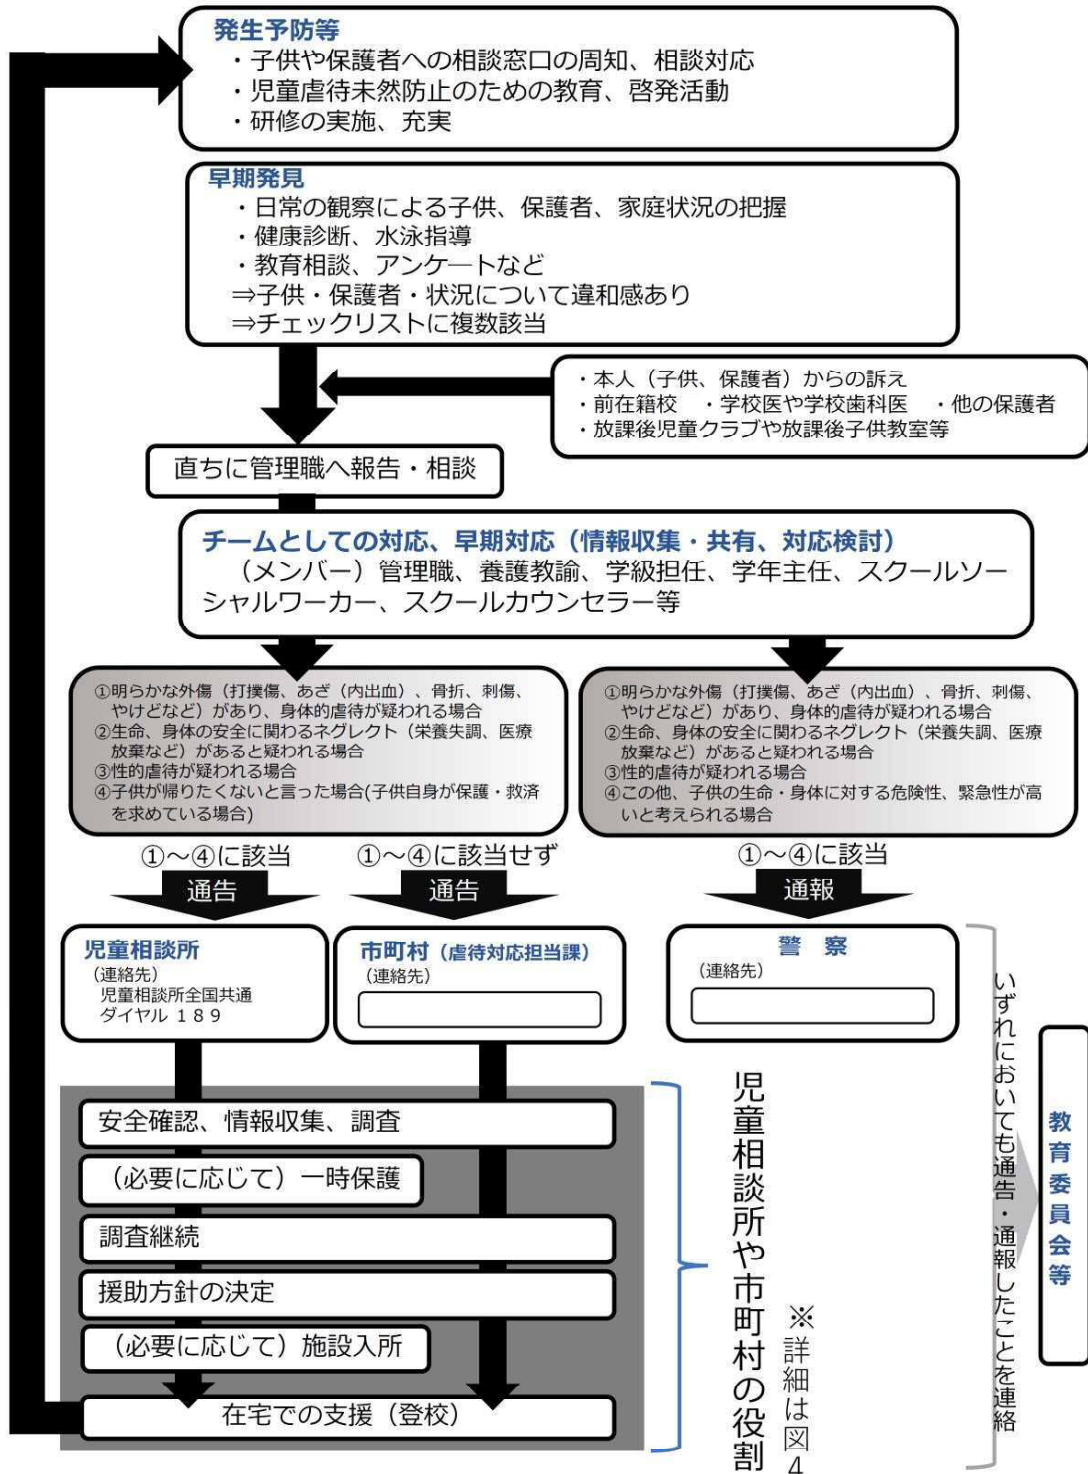 発生予防等
・子供や保護者への相談窓口の周知、相談対応
・児童虐待未然防止のための教育、啓発活動
・研修の実施、充実
早期発見
・日常の観察による子供、保護者、家庭状況の把握
・健康診断、水泳指導
・教育相談、アンケートなど
⇒子供・保護者・状況について違和感あり
⇒チェックリストに複数該当
・本人（子供、保護者）からの訴え
・前在籍校　・学校医や学校歯科医　・他の保護者
・放課後児童クラブや放課後子供教室等
直ちに管理職へ報告・相談
チームとしての対応、早期対応（情報収集・共有、対応検討）
（メンバー）管理職、養護教諭、学級担任、学年主任、スクールソー
シャルワーカー、スクールカウンセラー等
①明らかな外傷（打撲傷、あざ（内出血）、骨折、刺傷、
やけどなど）があり、身体的虐待が疑われる場合
②生命、身体の安全に関わるネグレクト（栄養失調、医療
放棄など）があると疑われる場合
③性的虐待が疑われる場合
④子供が帰りたくないと言った場合(子供自身が保護・救済
を求めている場合)
①明らかな外傷（打撲傷、あざ（内出血）、骨折、刺傷、
やけどなど）があり、身体的虐待が疑われる場合
②生命、身体の安全に関わるネグレクト（栄養失調、医療
放棄など）があると疑われる場合
③性的虐待が疑われる場合
④この他、子供の生命・身体に対する危険性、緊急性が高
いと考えられる場合
①～④に該当
①～④に該当せず
①～④に該当
通告
通告
通報
児童相談所
（連絡先）
児童相談所全国共通
ダイヤル １８９
市町村（虐待対応担当課）
（連絡先）
警　察
（連絡先）
いずれにおいても通告・通報したことを連絡
教育委員会等
安全確認、情報収集、調査
（必要に応じて）一時保護
調査継続
援助方針の決定
（必要に応じて）施設入所
在宅での支援（登校）
児童相談所や市町村の役割
※詳細は図４